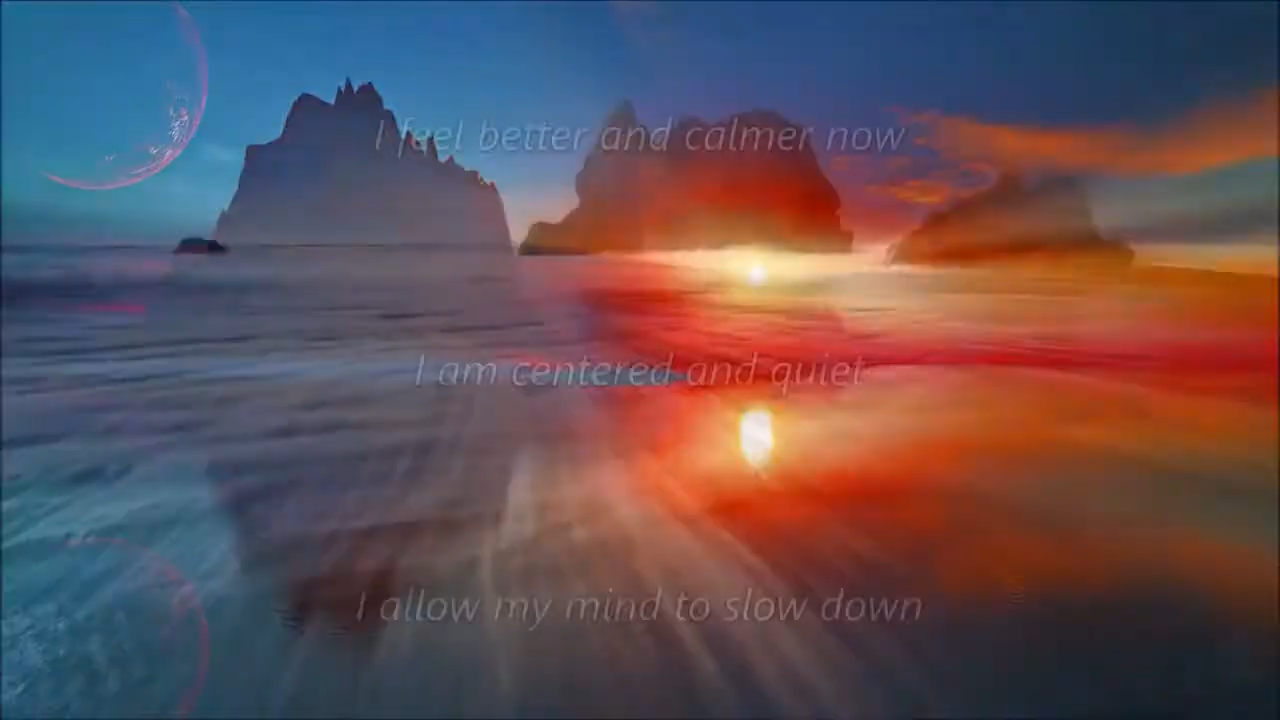 I feel better and calmer now
I am centered and quiet
I allow my mind to slow down